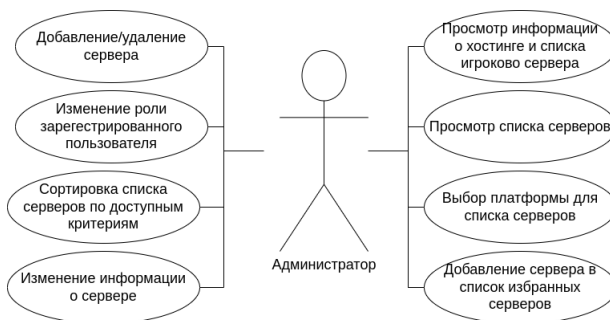 Добавление/удаление
сервера
Изменение роли
зарегестрированного
пользователя
Сортировка списка
серверов по доступным
критериям
Изменение информации
о сервере
Администратор
Просмотр информации
о хостинге и списка
игроково сервера
Просмотр списка серверов
Выбор платформы для
списка серверов
Добавление сервера в
список избранных
серверов